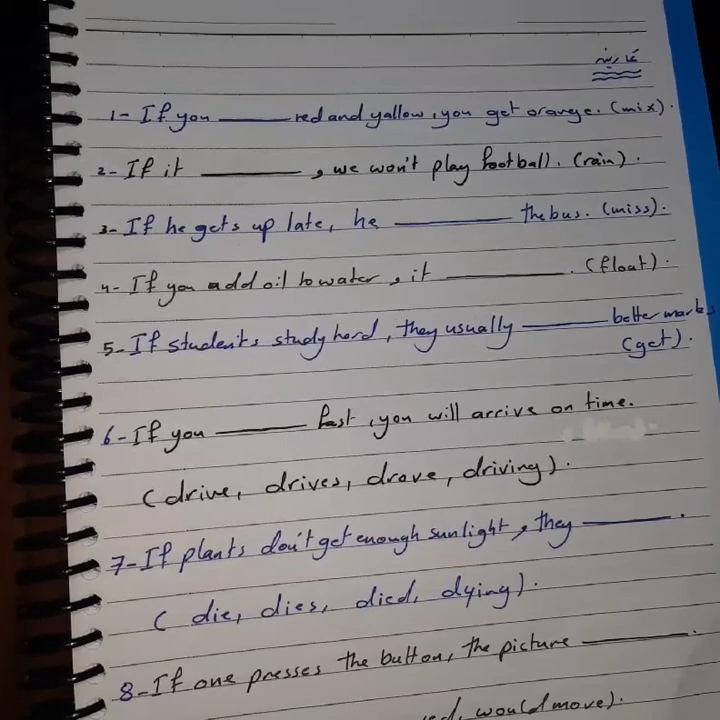 تمارين
1- If you ______ red and yallow, you get orange. (mix).
2- If it ______, we won't play football. (rain).
3- If he gets up late, he ______ the bus. (miss).
4- If you add oil to water, it ______. (float).
5- If students study hard, they usually ______ better marks
(get).
6- If you ______ fast, you will arrive on time.
(drive, drives, drove, driving).
7- If plants don't get enough sunlight, they ______.
(die, dies, died, dying).
8- If one presses the button, the picture ______.
would move).